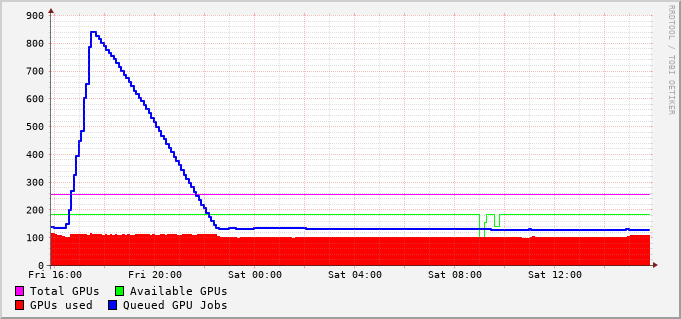 900
800
700
600
500
400
300
200
100
0
Fri 16:00 Fri 20:00 Sat 00:00 Sat 04:00 Sat 08:00 Sat 12:00
Total GPUs Available GPUs
GPUs used Queued GPU Jobs
RRDTOOL / TOBI OETIKER